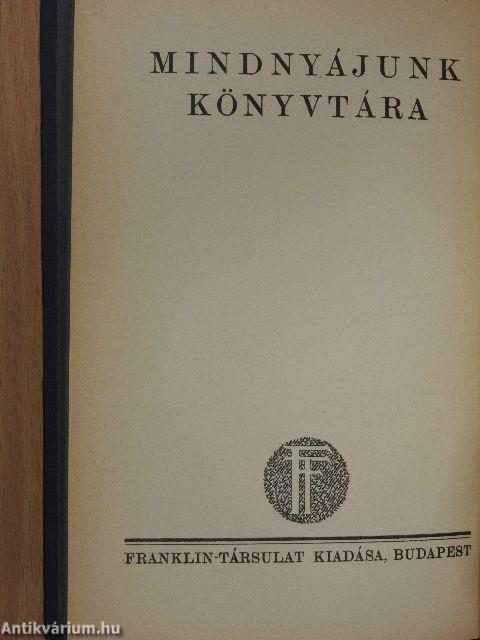 MINDNYÁJUNK
KÖNYVTÁRA
FRANKLIN-TÁRSULAT KIADÁSA, BUDAPEST
Antikvárium.hu